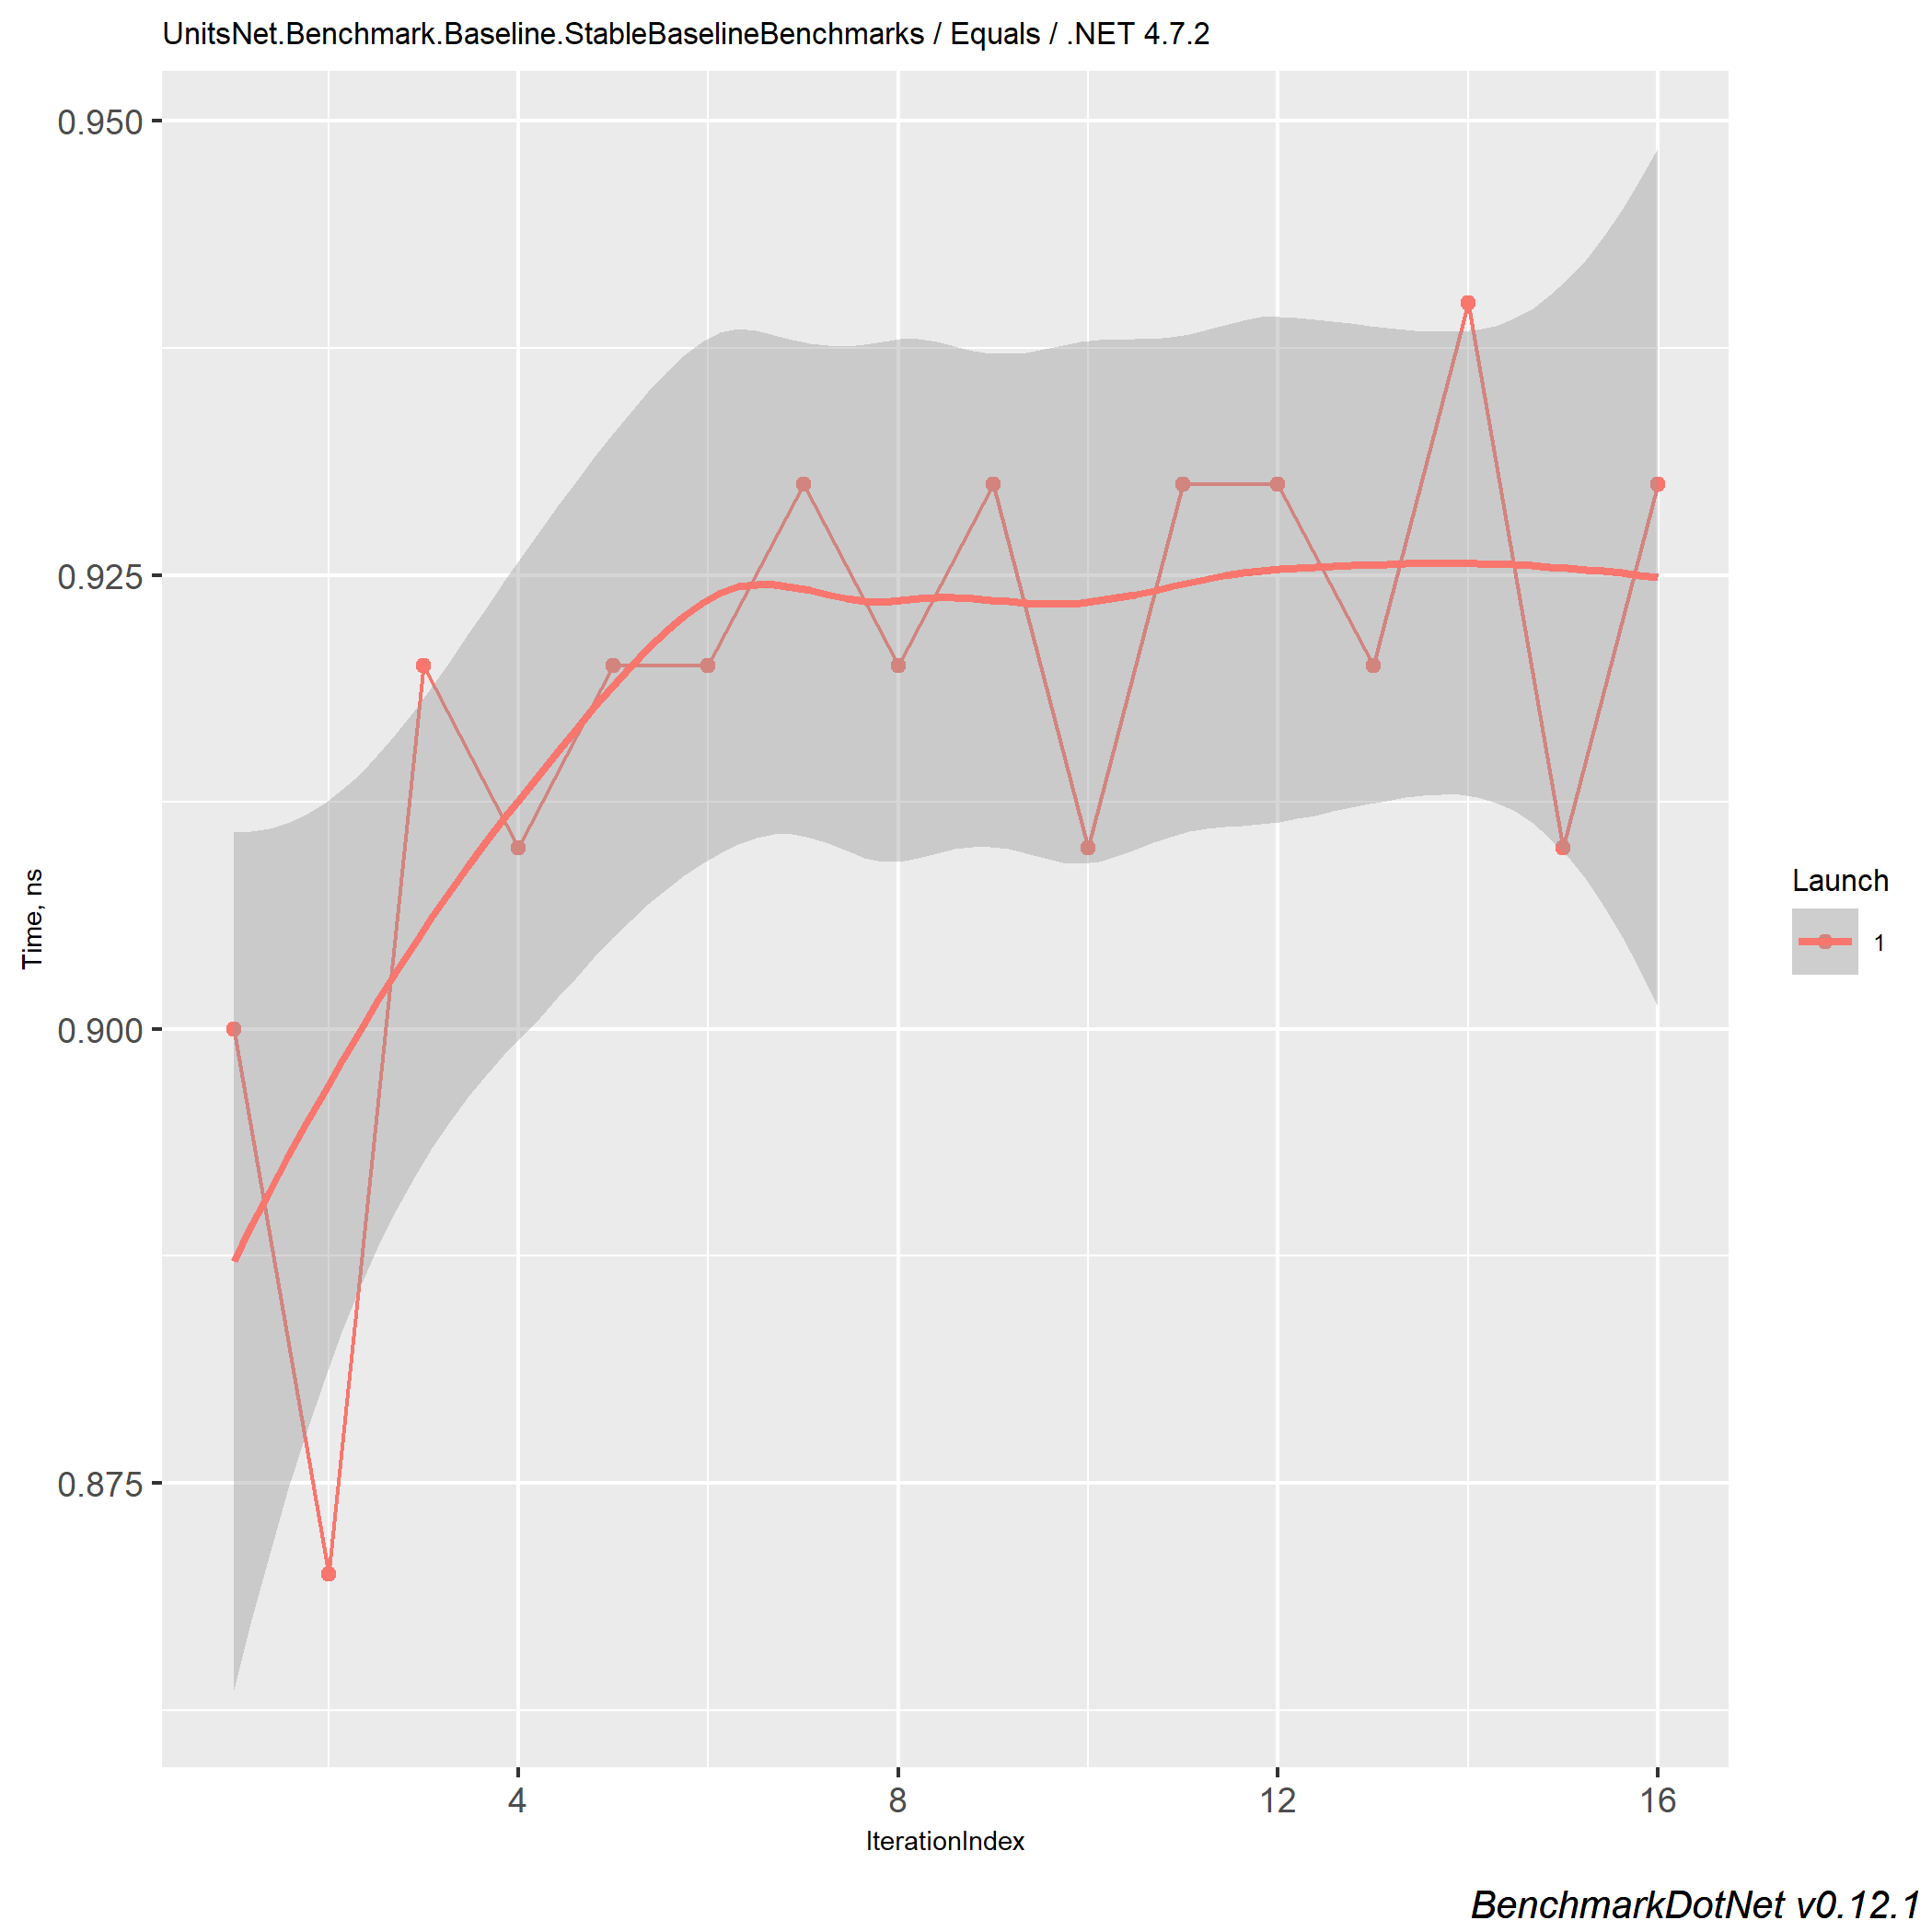 UnitsNet.Benchmark.Baseline.StableBaselineBenchmarks / Equals / .NET 4.7.2
0.950
0.925
0.900
0.875
Time, ns
4 8 12 16
IterationIndex
Launch
1
BenchmarkDotNet v0.12.1